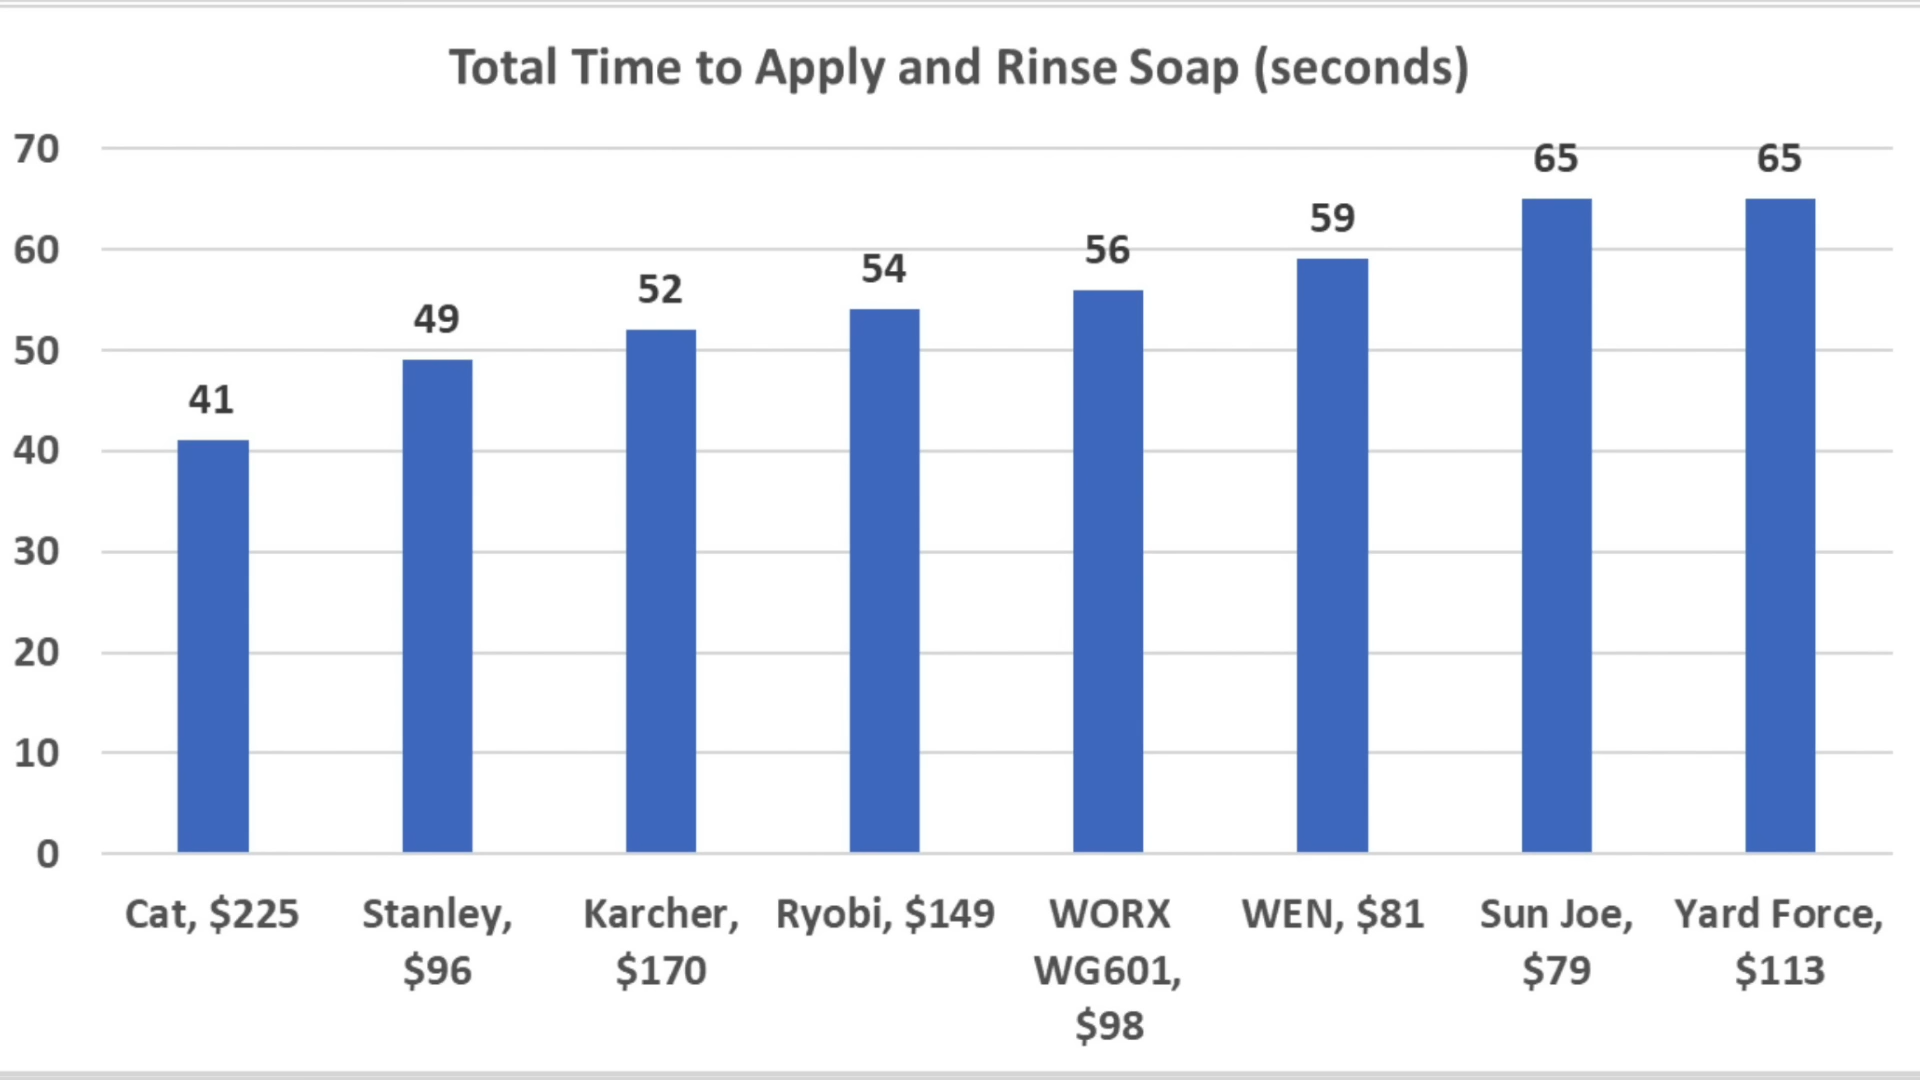 Total Time to Apply and Rinse Soap (seconds)
70
60
50
40
30
20
10
0
41
49
52
54
56
59
65
65
Cat, $225
Stanley,
$96
Karcher,
$170
Ryobi, $149
WORX
WG601,
$98
WEN, $81
Sun Joe,
$79
Yard Force,
$113